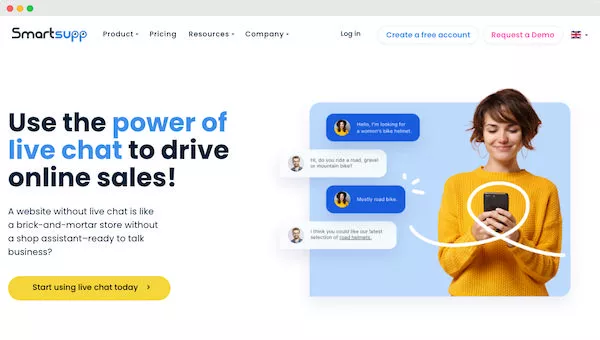 Smartsupp
Product Pricing Resources Company Log in Create a free account Request a Demo
Use the power of
live chat to drive
online sales!
A website without live chat is like
a brick-and-mortar store without
a shop assistant–ready to talk
business?
Start using live chat today
Hello, I'm looking for
a women's bike helmet.
Hi, do you ride a road, gravel
or mountain bike?
Mostly road bike.
I think you could like our latest
selection of road helmets.